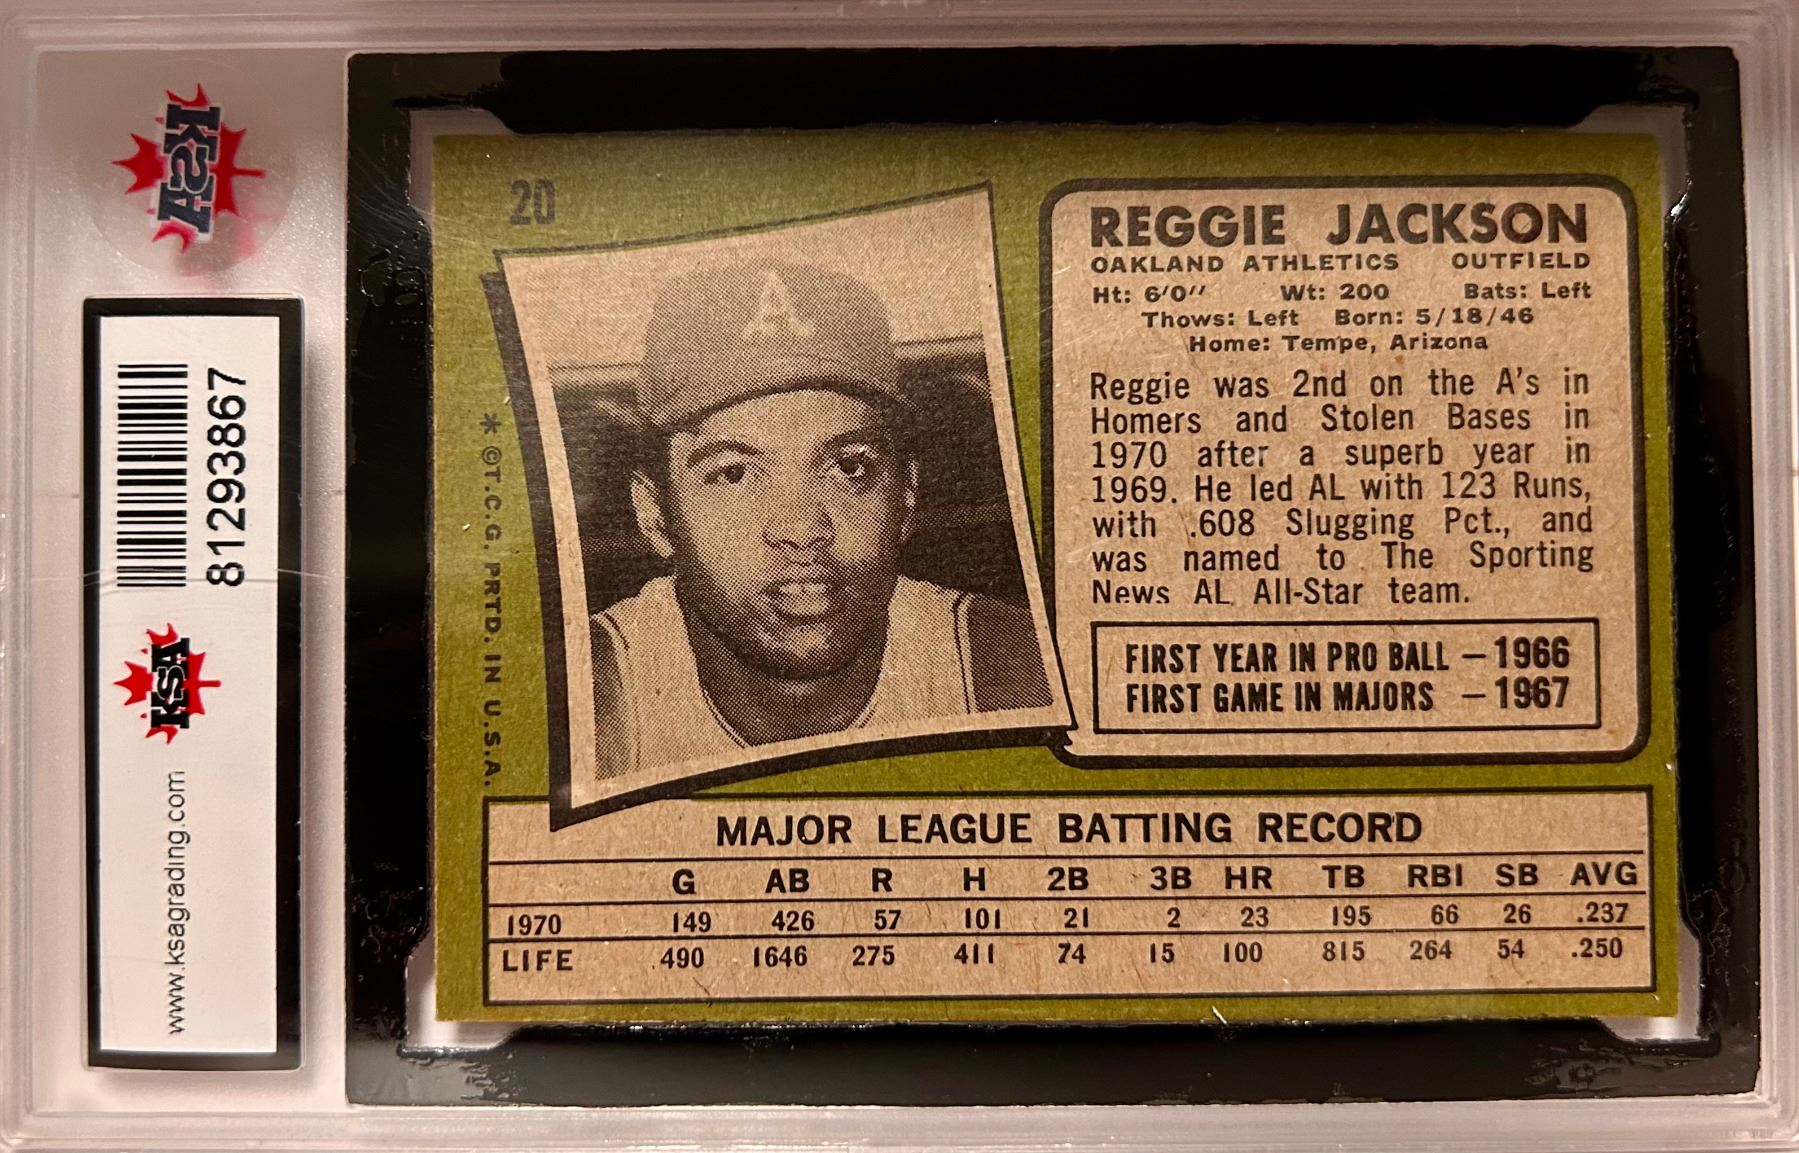 KSA
81293867
KSA
www.ksagrading.com
20
* ©T.C.G. PRTD. IN U.S.A.
A
REGGIE JACKSON
OAKLAND ATHLETICS OUTFIELD
Ht: 6'0" Wt: 200 Bats: Left
Thows: Left Born: 5/18/46
Home: Tempe, Arizona
Reggie was 2nd on the A's in
Homers and Stolen Bases in
1970 after a superb year in
1969. He led AL with 123 Runs,
with .608 Slugging Pct., and
was named to The Sporting
News AL All-Star team.
FIRST YEAR IN PRO BALL — 1966
FIRST GAME IN MAJORS — 1967
MAJOR LEAGUE BATTING RECORD
G AB R H 2B 3B HR TB RBI SB AVG
1970 149 426 57 101 21 2 23 195 66 26 .237
LIFE 490 1646 275 411 74 15 100 815 264 54 .250